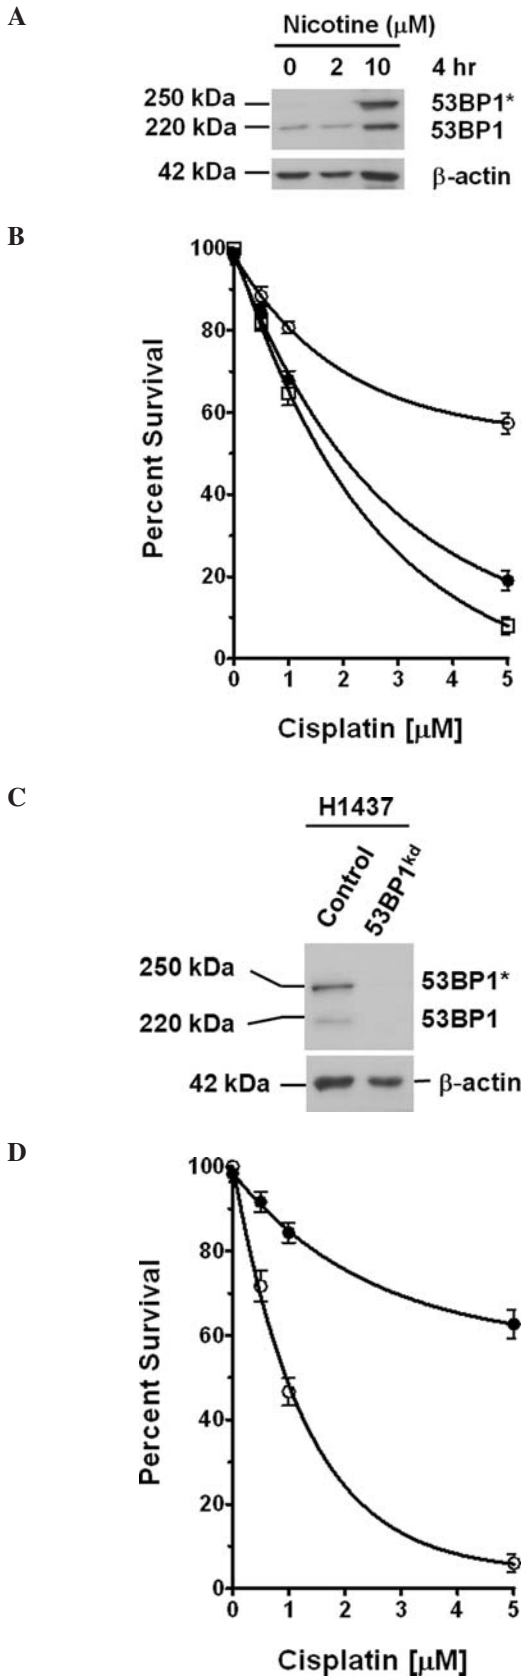 A
Nicotine (μM)
0 2 10 4 hr
250 kDa 53BP1*
220 kDa 53BP1
42 kDa β-actin
B
100
80
60
40
20
0
Percent Survival
0 1 2 3 4 5
Cisplatin [μM]
C
H1437
Control 53BP1kd
250 kDa 53BP1*
220 kDa 53BP1
42 kDa β-actin
D
100
80
60
40
20
0
Percent Survival
0 1 2 3 4 5
Cisplatin [μM]